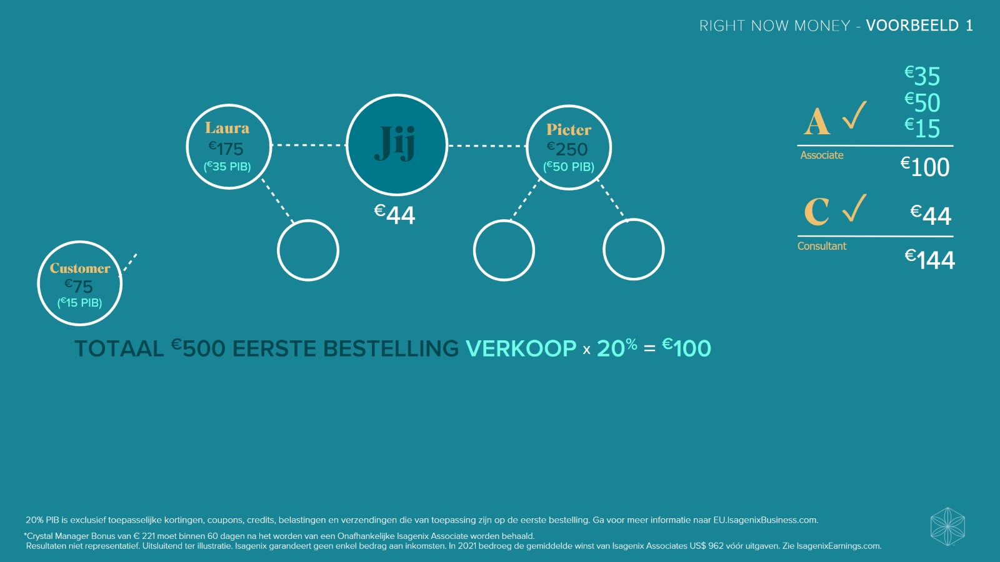 RIGHT NOW MONEY - VOORBEELD 1
Laura
€175
(€35 PIB)
Jij
€44
Pieter
€250
(€50 PIB)
Customer
€75
(€15 PIB)
A ✓
Associate
€35
€50
€15
€100
C ✓
Consultant
€44
€144
TOTAAL €500 EERSTE BESTELLING VERKOOP x 20% = €100
20% PIB is exclusief toepasselijke kortingen, coupons, credits, belastingen en verzendingen die van toepassing zijn op de eerste bestelling. Ga voor meer informatie naar EU.IsagenixBusiness.com.
*Crystal Manager Bonus van € 221 moet binnen 60 dagen na het worden van een Onafhankelijke Isagenix Associate worden behaald.
Resultaten niet representatief. Uitsluitend ter illustratie. Isagenix garandeert geen enkel bedrag aan inkomsten. In 2021 bedroeg de gemiddelde winst van Isagenix Associates US$ 962 vóór uitgaven. Zie IsagenixEarnings.com.